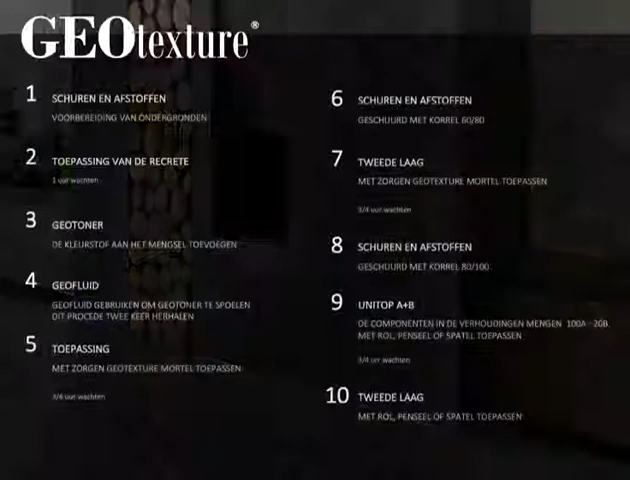 GEOtexture®
1 SCHUREN EN AFSTOFFEN
VOORBEREIDING VAN ONDERGRONDEN
2 TOEPASSING VAN DE RECRETE
1 uur wachten
3 GEOTONER
DE KLEURSTOF AAN HET MENGSEL TOEVOEGEN
4 GEOFLUID
GEOFLUID GEBRUIKEN OM GEOTONER TE SPOELEN
DIT PROCEDE TWEE KEER HERHALEN
5 TOEPASSING
MET ZORGEN GEOTEXTURE MORTEL TOEPASSEN
3/4 uur wachten
6 SCHUREN EN AFSTOFFEN
GESCHUURD MET KORREL 60/80
7 TWEEDE LAAG
MET ZORGEN GEOTEXTURE MORTEL TOEPASSEN
3/4 uur wachten
8 SCHUREN EN AFSTOFFEN
GESCHUURD MET KORREL 80/100
9 UNITOP A+B
DE COMPONENTEN IN DE VERHOUDINGEN MENGEN 100A - 20B
MET ROL, PENSEEL OF SPATEL TOEPASSEN
3/4 uur wachten
10 TWEEDE LAAG
MET ROL, PENSEEL OF SPATEL TOEPASSEN